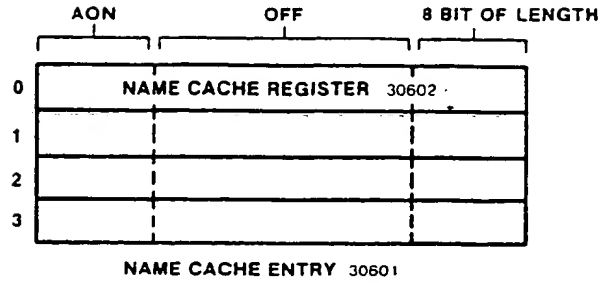 AON OFF 8 BIT OF LENGTH
0 NAME CACHE REGISTER 30602
1
2
3
NAME CACHE ENTRY 30601